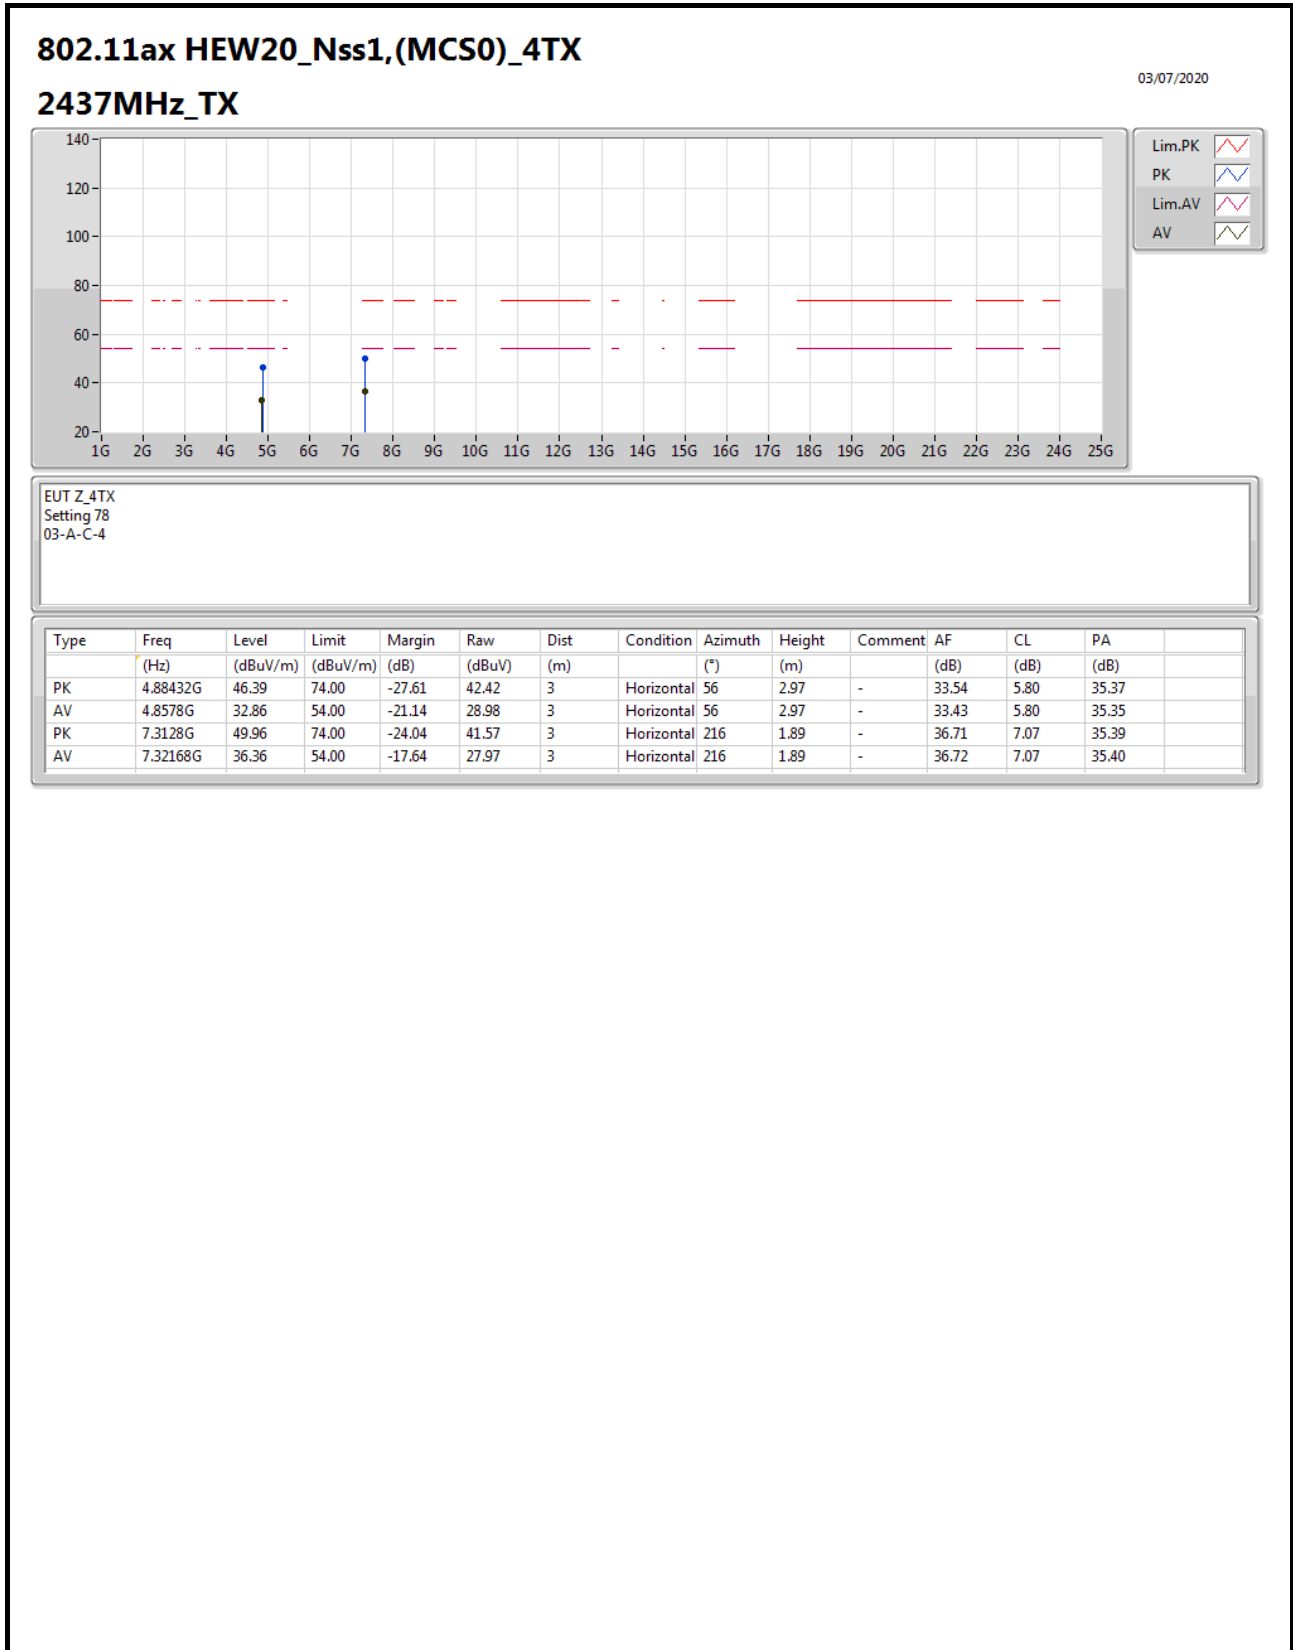 802.11ax HEW20_Nss1,(MCS0)_4TX
03/07/2020
2437MHz_TX
140
120
100
80
60
40
20
1G 2G 3G 4G 5G 6G 7G 8G 9G 10G 11G 12G 13G 14G 15G 16G 17G 18G 19G 20G 21G 22G 23G 24G 25G
Lim.PK
PK
Lim.AV
AV
EUT Z_4TX
Setting 78
03-A-C-4
Type Freq Level Limit Margin Raw Dist Condition Azimuth Height Comment AF CL PA
(Hz) (dBuV/m) (dBuV/m) (dB) (dBuV) (m) (°) (m) (dB) (dB) (dB)
PK 4.88432G 46.39 74.00 -27.61 42.42 3 Horizontal 56 2.97 - 33.54 5.80 35.37
AV 4.8578G 32.86 54.00 -21.14 28.98 3 Horizontal 56 2.97 - 33.43 5.80 35.35
PK 7.3128G 49.96 74.00 -24.04 41.57 3 Horizontal 216 1.89 - 36.71 7.07 35.39
AV 7.32168G 36.36 54.00 -17.64 27.97 3 Horizontal 216 1.89 - 36.72 7.07 35.40